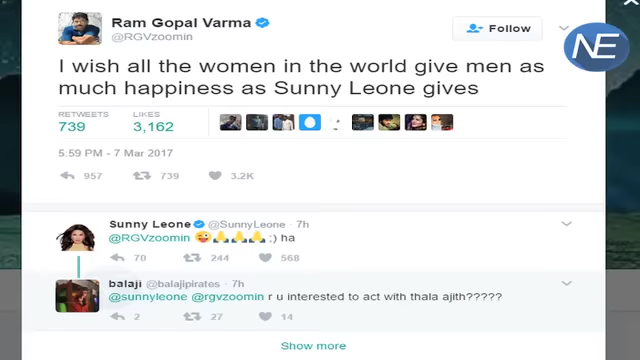 Ram Gopal Varma
@RGVzoomin
Follow
NE
I wish all the women in the world give men as
much happiness as Sunny Leone gives
RETWEETS LIKES
739 3,162
5:59 PM - 7 Mar 2017
957 739 3.2K
Sunny Leone @SunnyLeone · 7h
@RGVzoomin 😜🙏🙏🙏 :) ha
70 244 568
balaji @balajipirates · 7h
@sunnyleone @rgvzoomin r u interested to act with thala ajith?????
2 27 14
Show more